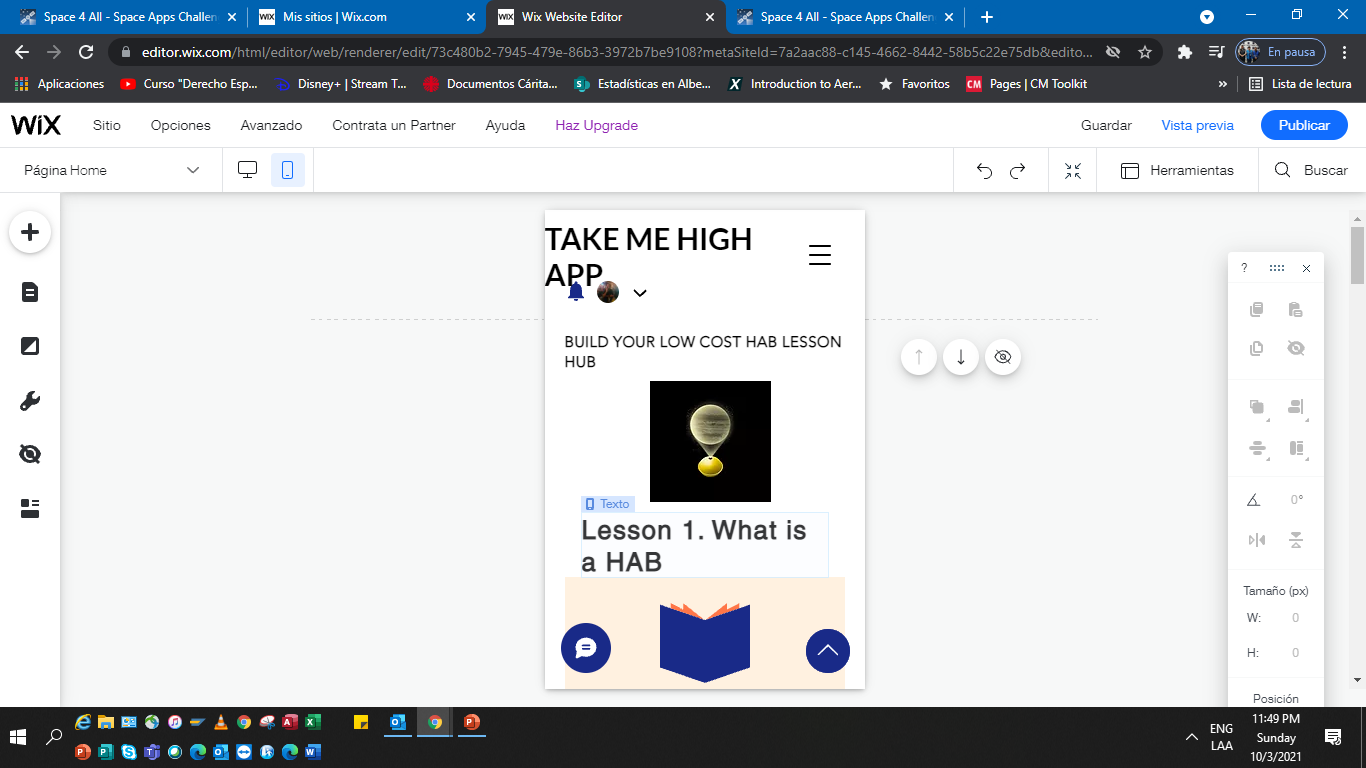 Space 4 All - Space Apps Challen
Mis sitios | Wix.com
WIX
Wix Website Editor
WIX
Space 4 All - Space Apps Challen
editor.wix.com/html/editor/web/renderer/edit/73c480b2-7945-479e-86b3-3972b7be9108?metaSiteId=7a2aac88-c145-4662-8442-58b5c22e75db&edito...
En pausa
Aplicaciones
Curso "Derecho Esp...
Disney+ | Stream T...
Documentos Cárita...
Estadísticas en Albe...
Introduction to Aer...
Favoritos
CM
Pages | CM Toolkit
»
Lista de lectura
WIX
Sitio
Opciones
Avanzado
Contrata un Partner
Ayuda
Haz Upgrade
Guardar
Vista previa
Publicar
Página Home
Herramientas
Buscar
TAKE ME HIGH
APP
BUILD YOUR LOW COST HAB LESSON
HUB
Texto
Lesson 1. What is
a HAB
?
0°
Tamaño (px)
W:
0
H:
0
Posición
ENG
LAA
11:49 PM
Sunday
10/3/2021